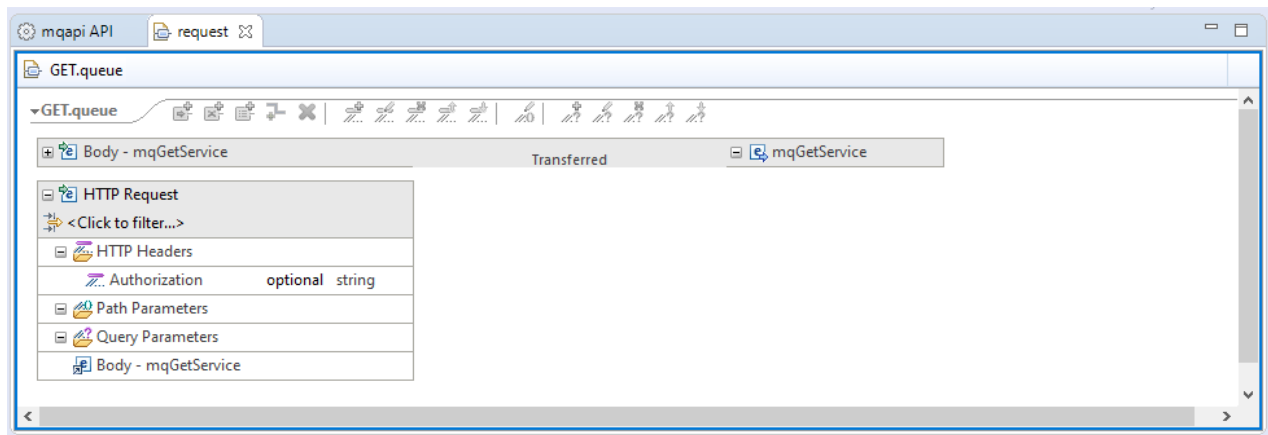 mqapi API
request
GET.queue
GET.queue
Body - mqGetService
Transferred
mqGetService
HTTP Request
<Click to filter...>
HTTP Headers
Authorization optional string
Path Parameters
Query Parameters
Body - mqGetService